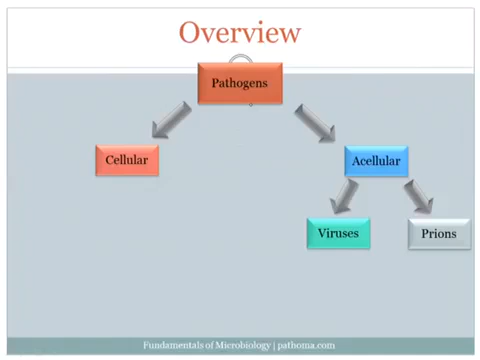 Overview
Pathogens
Cellular
Acellular
Viruses
Prions
Fundamentals of Microbiology | pathoma.com